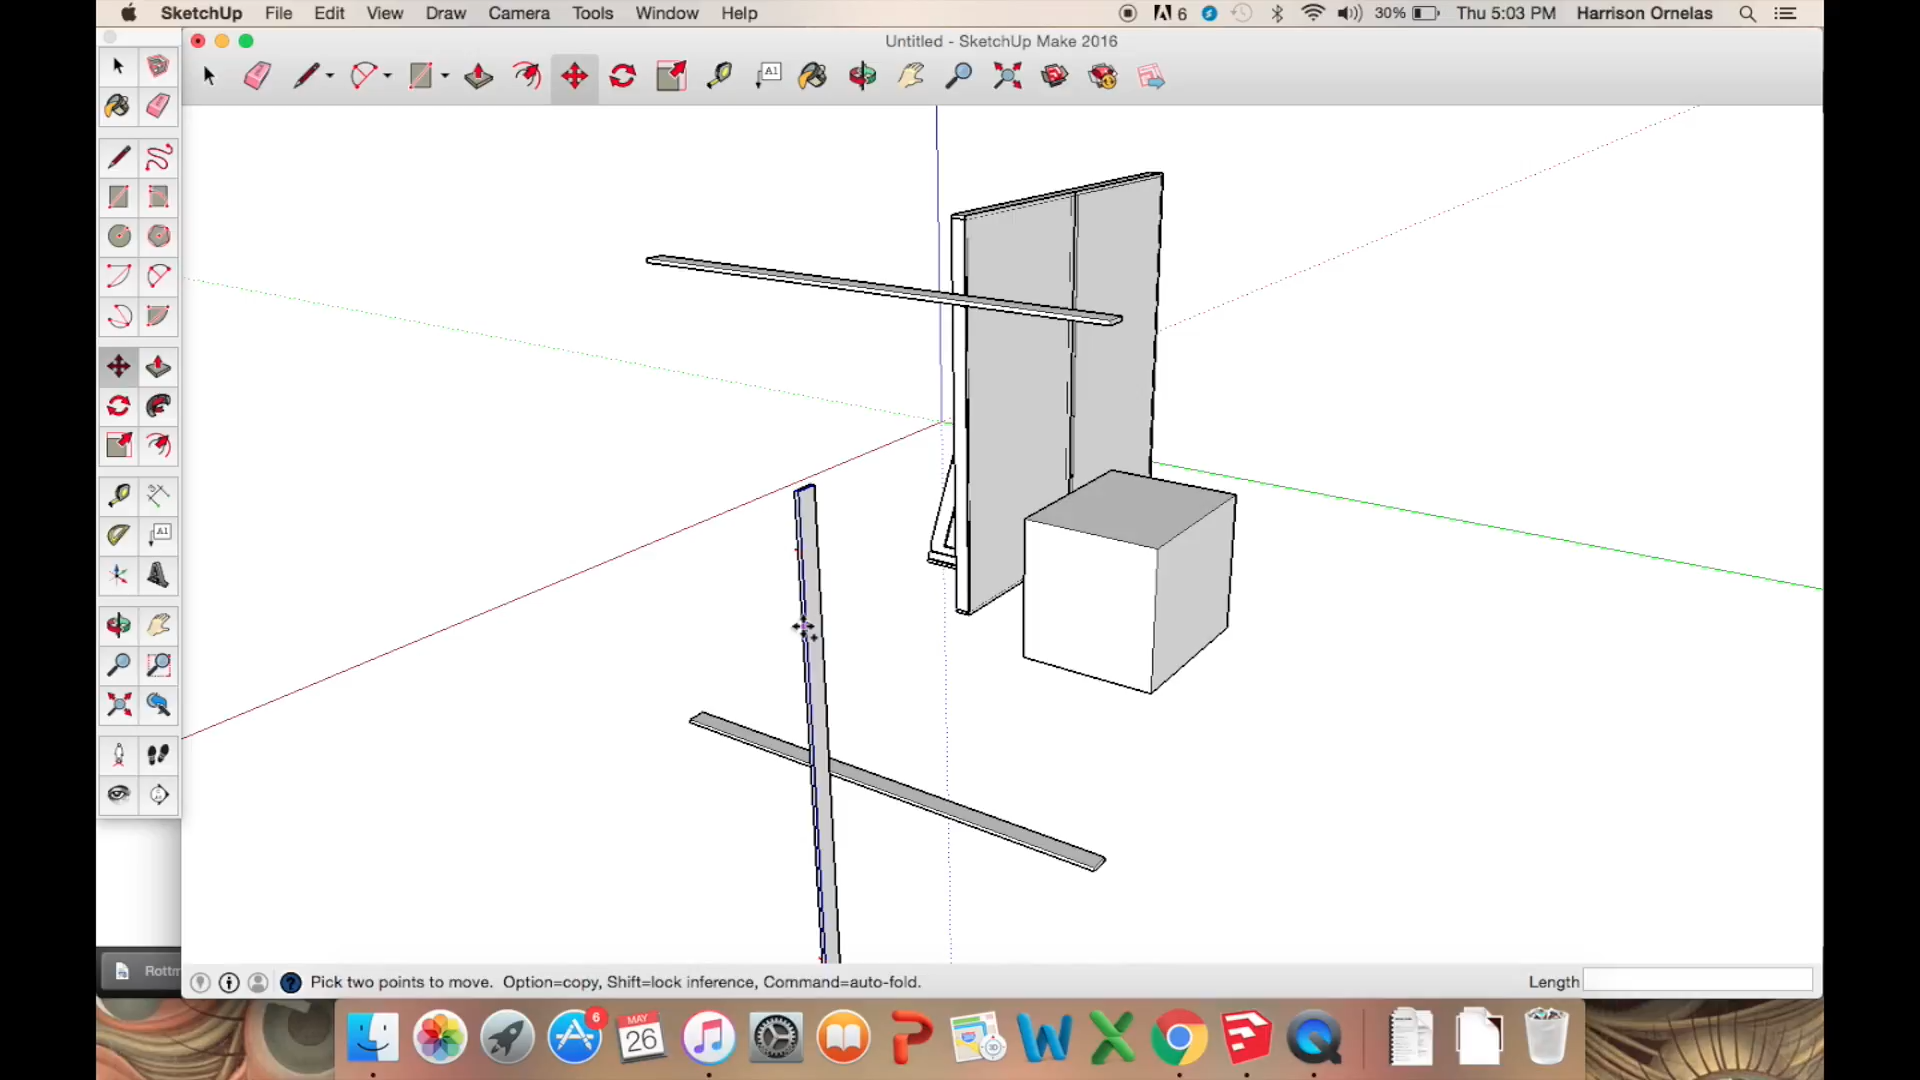 SketchUp File Edit View Draw Camera Tools Window Help 6 30% Thu 5:03 PM Harrison Ornelas
Untitled - SketchUp Make 2016
A1
A1
Rottm
Pick two points to move. Option=copy, Shift=lock inference, Command=auto-fold.
Length
6
MAY
26
3D